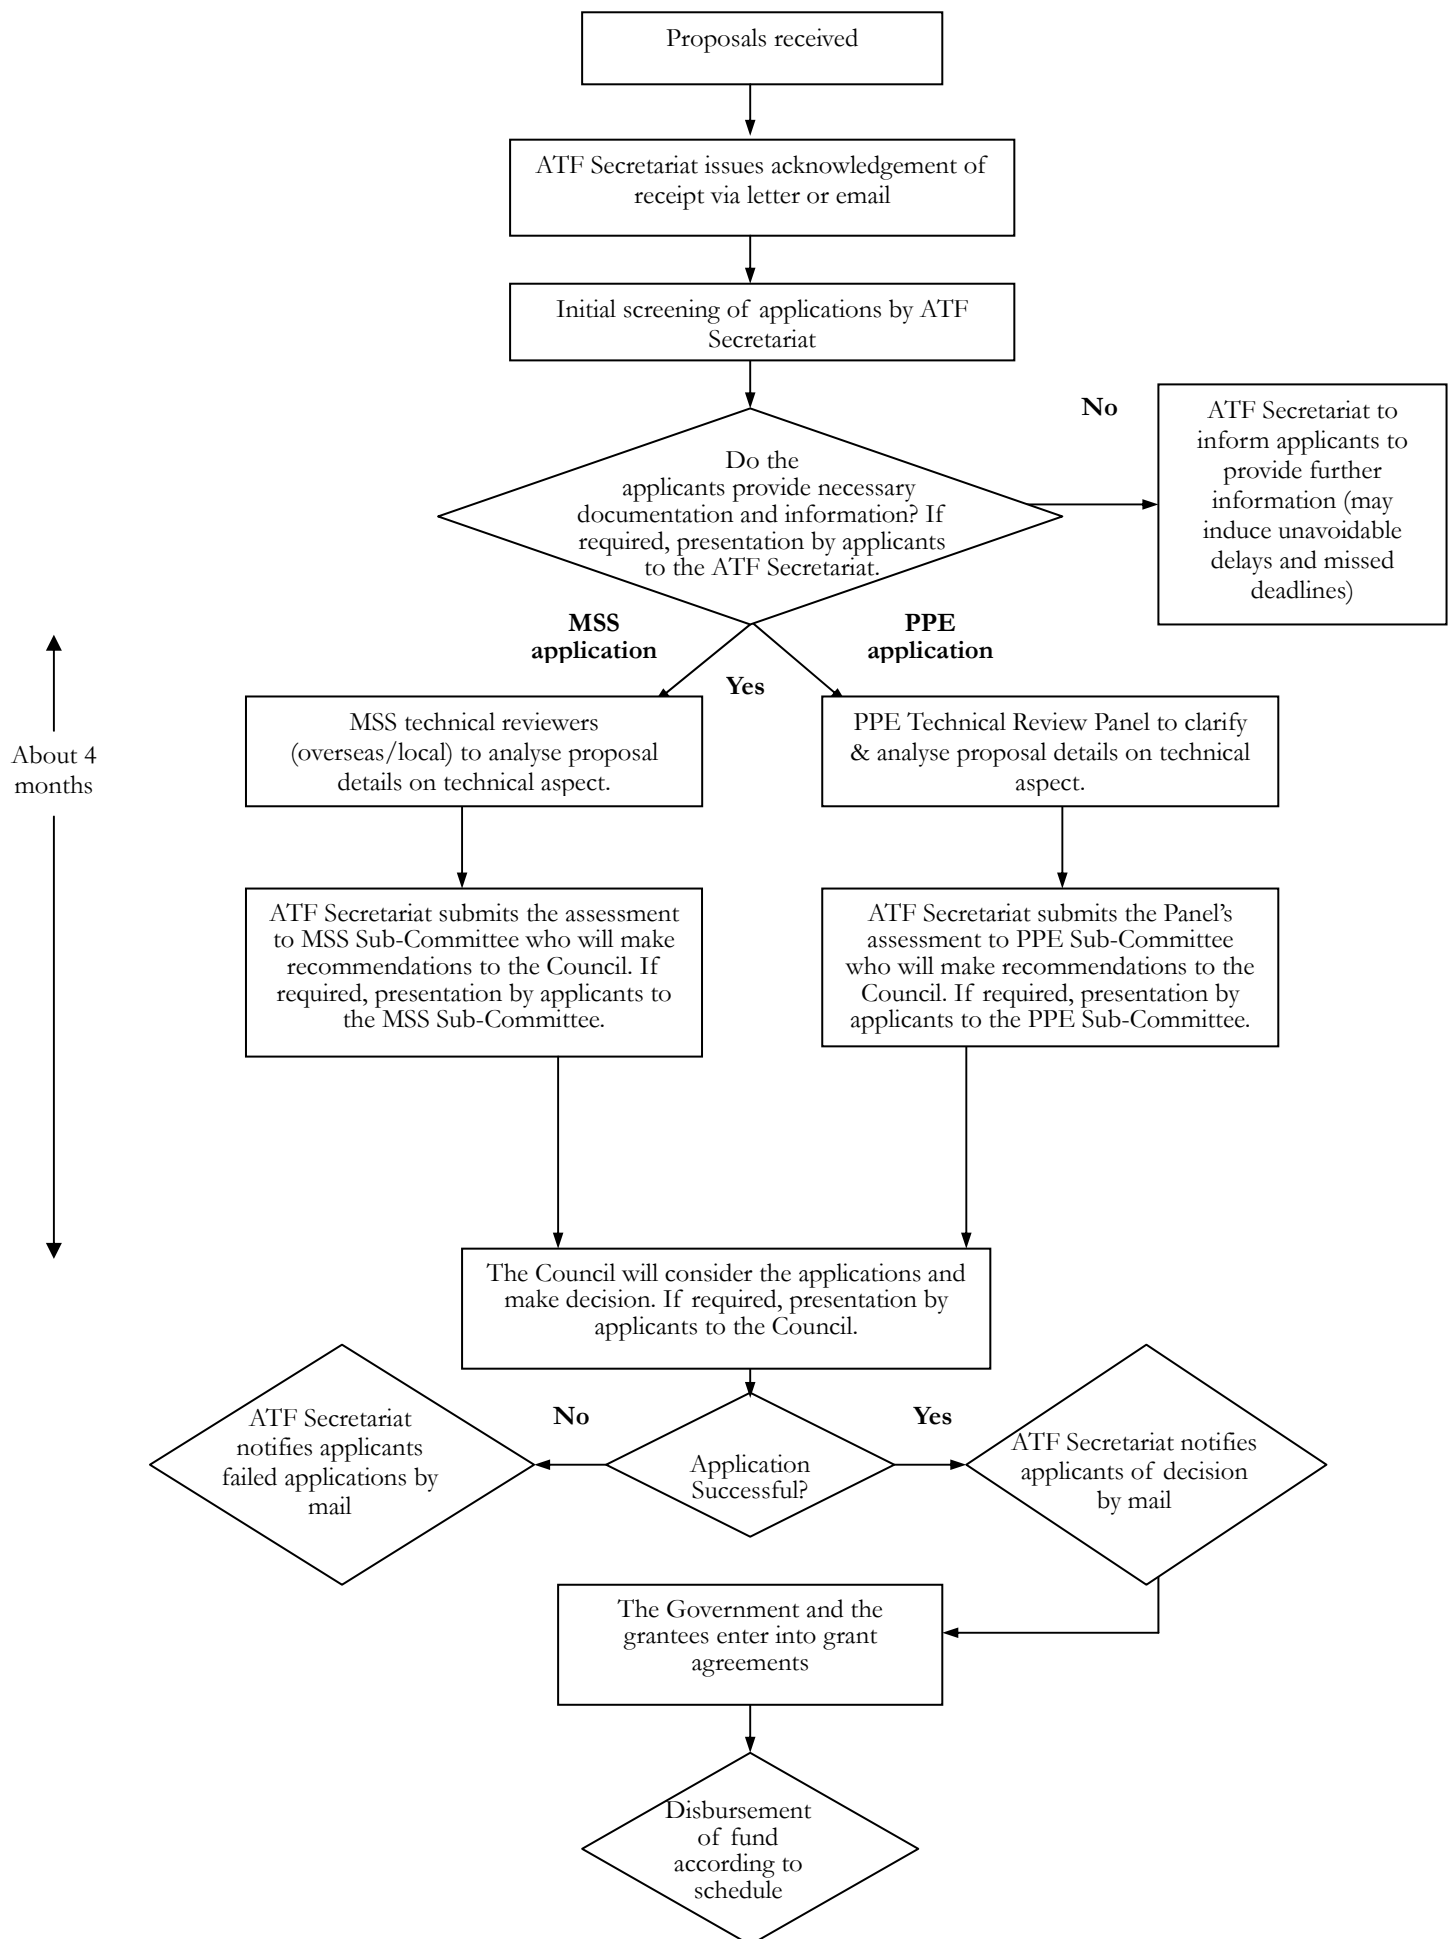 Proposals received
ATF Secretariat issues acknowledgement of
receipt via letter or email
Initial screening of applications by ATF
Secretariat
Do the
applicants provide necessary
documentation and information? If
required, presentation by applicants
to the ATF Secretariat.
No
ATF Secretariat to
inform applicants to
provide further
information (may
induce unavoidable
delays and missed
deadlines)
MSS
application
Yes
PPE
application
About 4
months
MSS technical reviewers
(overseas/local) to analyse proposal
details on technical aspect.
PPE Technical Review Panel to clarify
& analyse proposal details on technical
aspect.
ATF Secretariat submits the assessment
to MSS Sub-Committee who will make
recommendations to the Council. If
required, presentation by applicants to
the MSS Sub-Committee.
ATF Secretariat submits the Panel's
assessment to PPE Sub-Committee
who will make recommendations to the
Council. If required, presentation by
applicants to the PPE Sub-Committee.
The Council will consider the applications and
make decision. If required, presentation by
applicants to the Council.
ATF Secretariat
notifies applicants
failed applications by
mail
No
Application
Successful?
Yes
ATF Secretariat notifies
applicants of decision
by mail
The Government and the
grantees enter into grant
agreements
Disbursement
of fund
according to
schedule